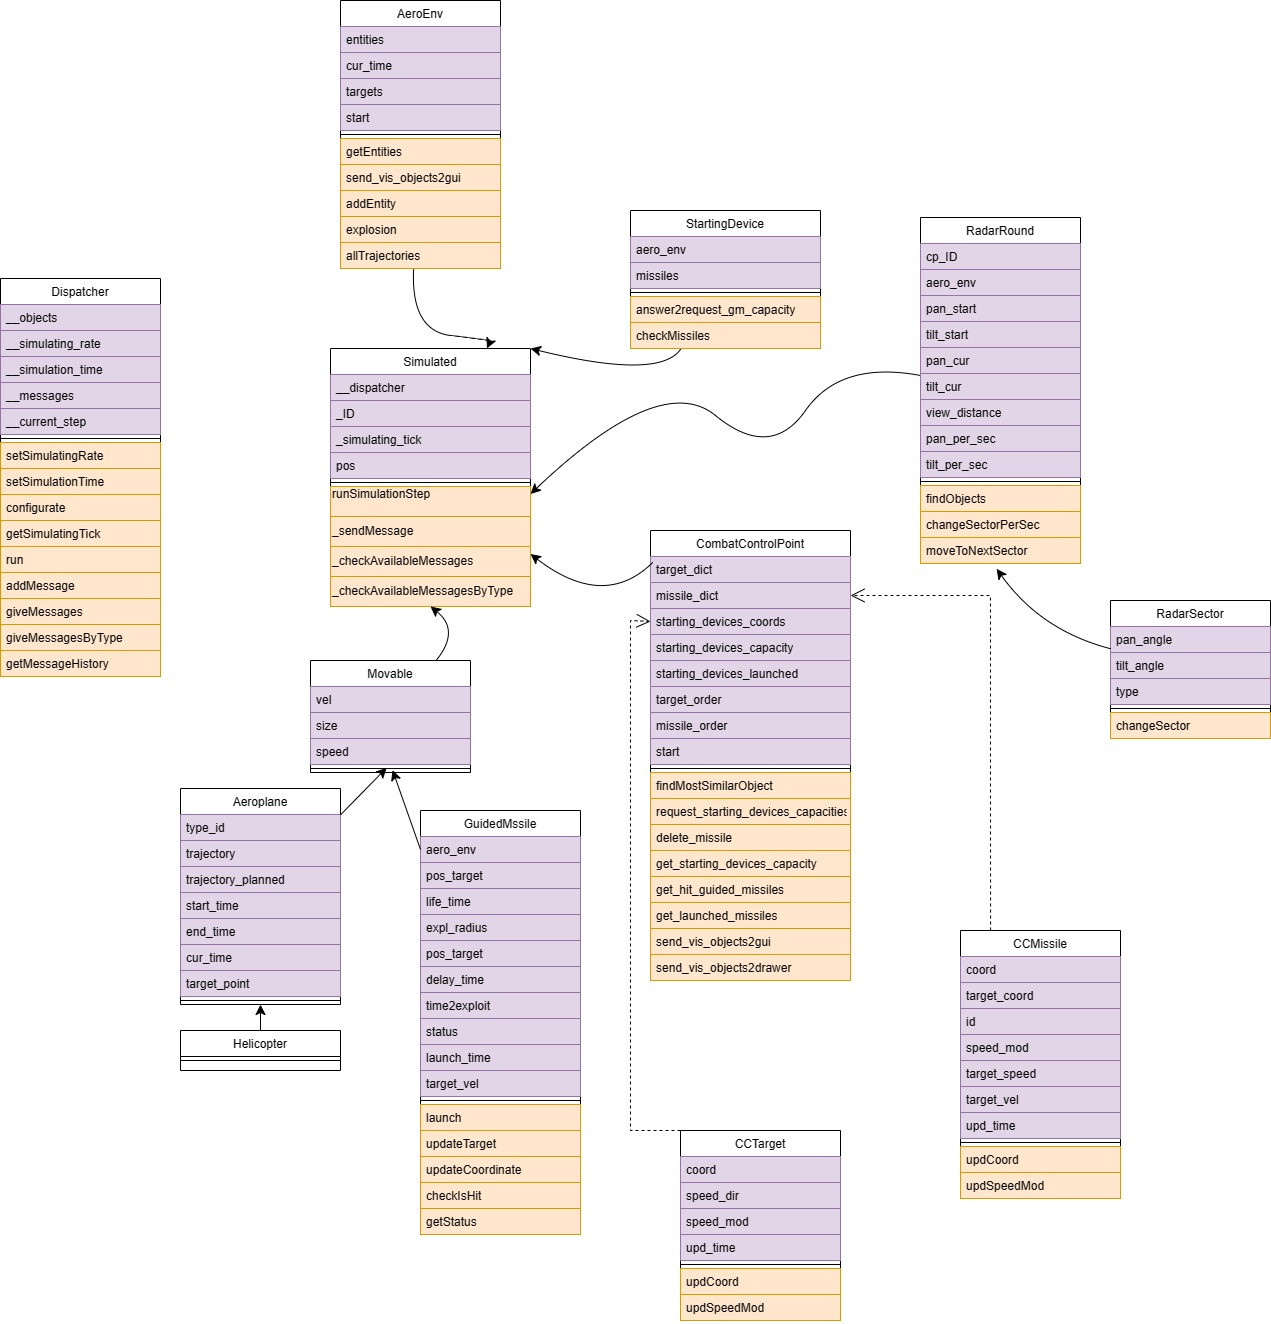 AeroEnv
entities
cur_time
targets
start
getEntities
send_vis_objects2gui
addEntity
explosion
allTrajectories
StartingDevice
aero_env
missiles
answer2request_gm_capacity
checkMissiles
RadarRound
cp_ID
aero_env
pan_start
tilt_start
pan_cur
tilt_cur
view_distance
pan_per_sec
tilt_per_sec
findObjects
changeSectorPerSec
moveToNextSector
Dispatcher
__objects
__simulating_rate
__simulation_time
__messages
__current_step
setSimulatingRate
setSimulationTime
configurate
getSimulatingTick
run
addMessage
giveMessages
giveMessagesByType
getMessageHistory
Simulated
__dispatcher
_ID
_simulating_tick
pos
runSimulationStep
_sendMessage
_checkAvailableMessages
_checkAvailableMessagesByType
CombatControlPoint
target_dict
missile_dict
starting_devices_coords
starting_devices_capacity
starting_devices_launched
target_order
missile_order
start
findMostSimilarObject
request_starting_devices_capacities
delete_missile
get_starting_devices_capacity
get_hit_guided_missiles
get_launched_missiles
send_vis_objects2gui
send_vis_objects2drawer
RadarSector
pan_angle
tilt_angle
type
changeSector
Movable
vel
size
speed
Aeroplane
type_id
trajectory
trajectory_planned
start_time
end_time
cur_time
target_point
Helicopter
GuidedMssile
aero_env
pos_target
life_time
expl_radius
pos_target
delay_time
time2exploit
status
launch_time
target_vel
launch
updateTarget
updateCoordinate
checkIsHit
getStatus
CCMissile
coord
target_coord
id
speed_mod
target_speed
target_vel
upd_time
updCoord
updSpeedMod
CCTarget
coord
speed_dir
speed_mod
upd_time
updCoord
updSpeedMod